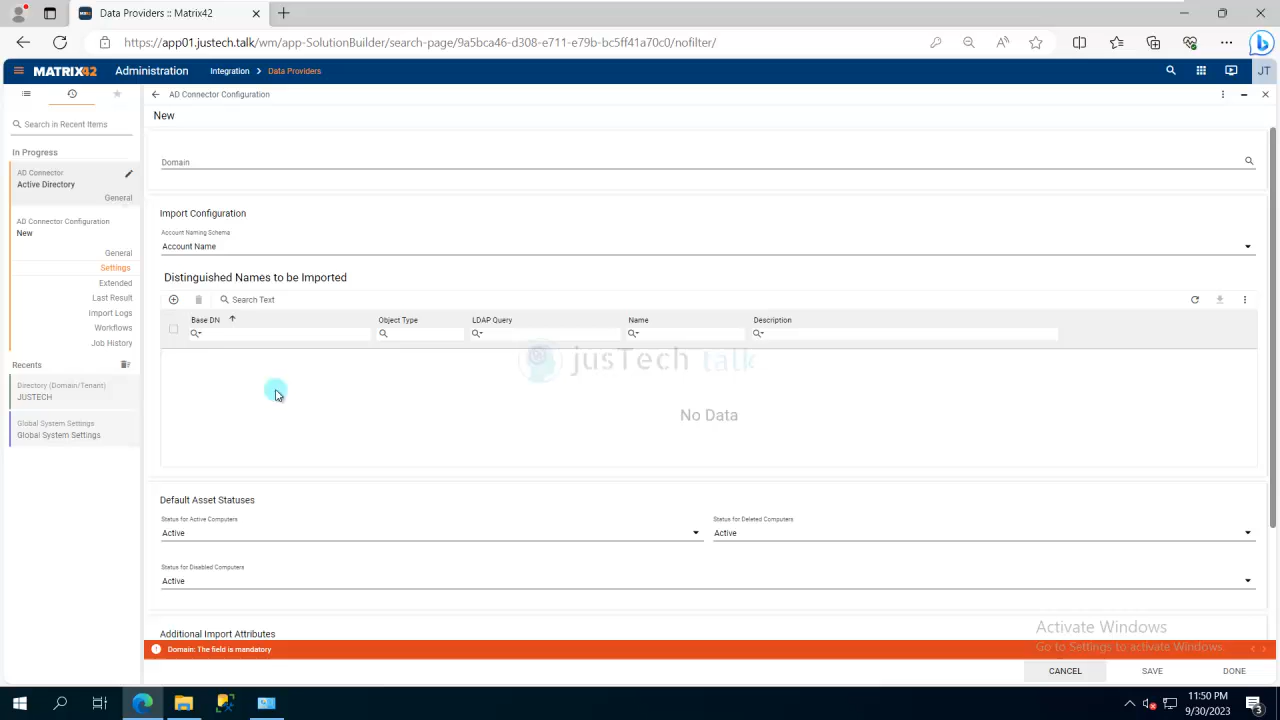 Data Providers | Matrix42
https://app01.justech.talk/wm/app-SolutionBuilder/search-page/9a5bca46-d308-e711-e79b-bc5ff41a70c0/nofilter/
MATRIX42 Administration Integration > Data Providers JT
AD Connector Configuration
New
Search in Recent Items
In Progress
AD Connector
Active Directory
General
AD Connector Configuration
New
General
Settings
Extended
Last Result
Import Logs
Workflows
Job History
Recents
Directory (Domain/Tenant)
JUSTECH
Global System Settings
Global System Settings
Domain
Import Configuration
Account Naming Schema
Account Name
Distinguished Names to be Imported
Search Text
Base DN Object Type LDAP Query Name Description
jusTech talk
No Data
Default Asset Statuses
Status for Active Computers Status for Deleted Computers
Active Active
Status for Disabled Computers
Active
Additional Import Attributes
Activate Windows
Go to Settings to activate Windows.
Domain: The field is mandatory
CANCEL SAVE DONE
11:50 PM
9/30/2023
3